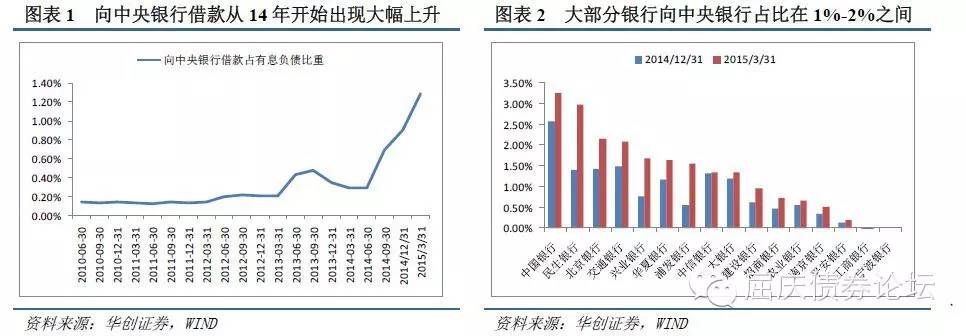 图表 1 向中央银行借款从 14 年开始出现大幅上升
向中央银行借款占有息负债比重
1.40%
1.20%
1.00%
0.80%
0.60%
0.40%
0.20%
0.00%
2010-06-30
2010-09-30
2010-12-31
2011-03-31
2011-06-30
2011-09-30
2011-12-31
2012-03-31
2012-06-30
2012-09-30
2012-12-31
2013-03-31
2013-06-30
2013-09-30
2013-12-31
2014-03-31
2014-06-30
2014-09-30
2014/12/31
2015/3/31
资料来源：华创证券，WIND
图表 2 大部分银行向中央银行占比在 1%-2%之间
2014/12/31 2015/3/31
3.50%
3.00%
2.50%
2.00%
1.50%
1.00%
0.50%
0.00%
中国银行
民生银行
北京银行
交通银行
兴业银行
华夏银行
浦发银行
中信银行
光大银行
建设银行
招商银行
农业银行
南京银行
平安银行
工商银行
宁波银行
资料来源：华创证券，WIND
屈庆债券论坛